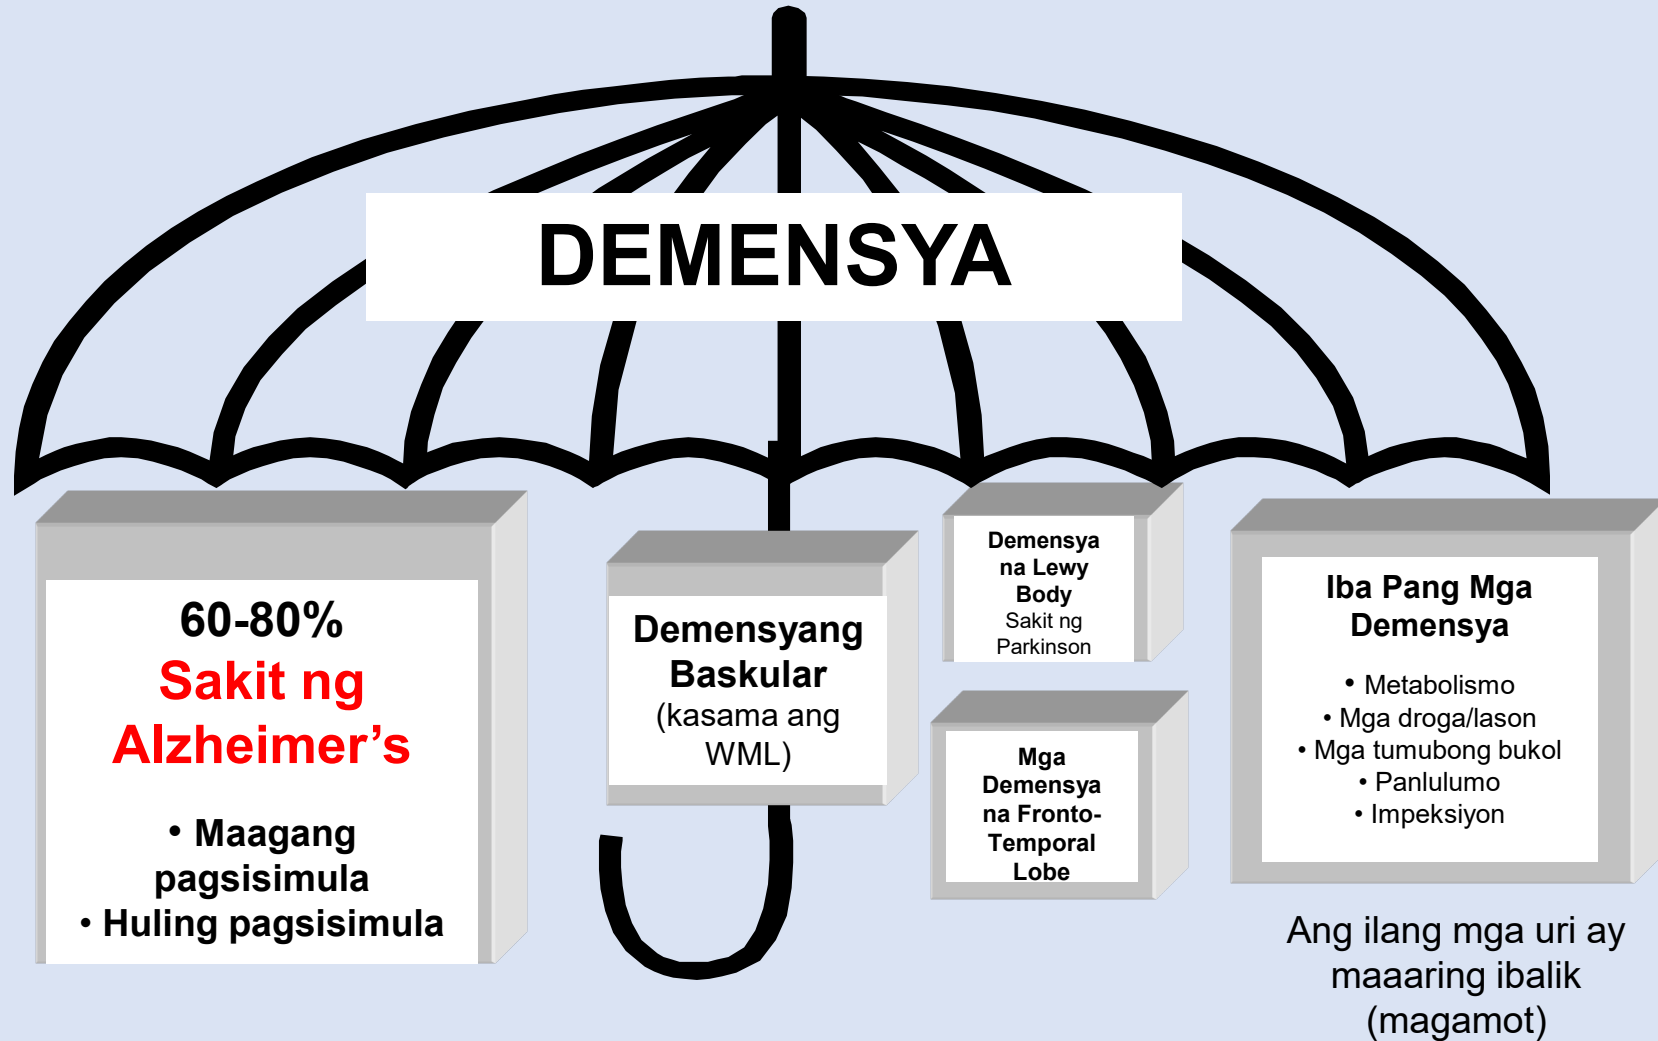 DEMENSYA
60-80%
Sakit ng
Alzheimer’s
• Maagang
pagsisimula
• Huling pagsisimula
Demensyang
Baskular
(kasama ang
WML)
Demensya
na Lewy
Body
Sakit ng
Parkinson
Mga
Demensya
na Fronto-
Temporal
Lobe
Iba Pang Mga
Demensya
• Metabolismo
• Mga droga/lason
• Mga tumubong bukol
• Panlulumo
• Impeksiyon
Ang ilang mga uri ay
maaaring ibalik
(magamot)